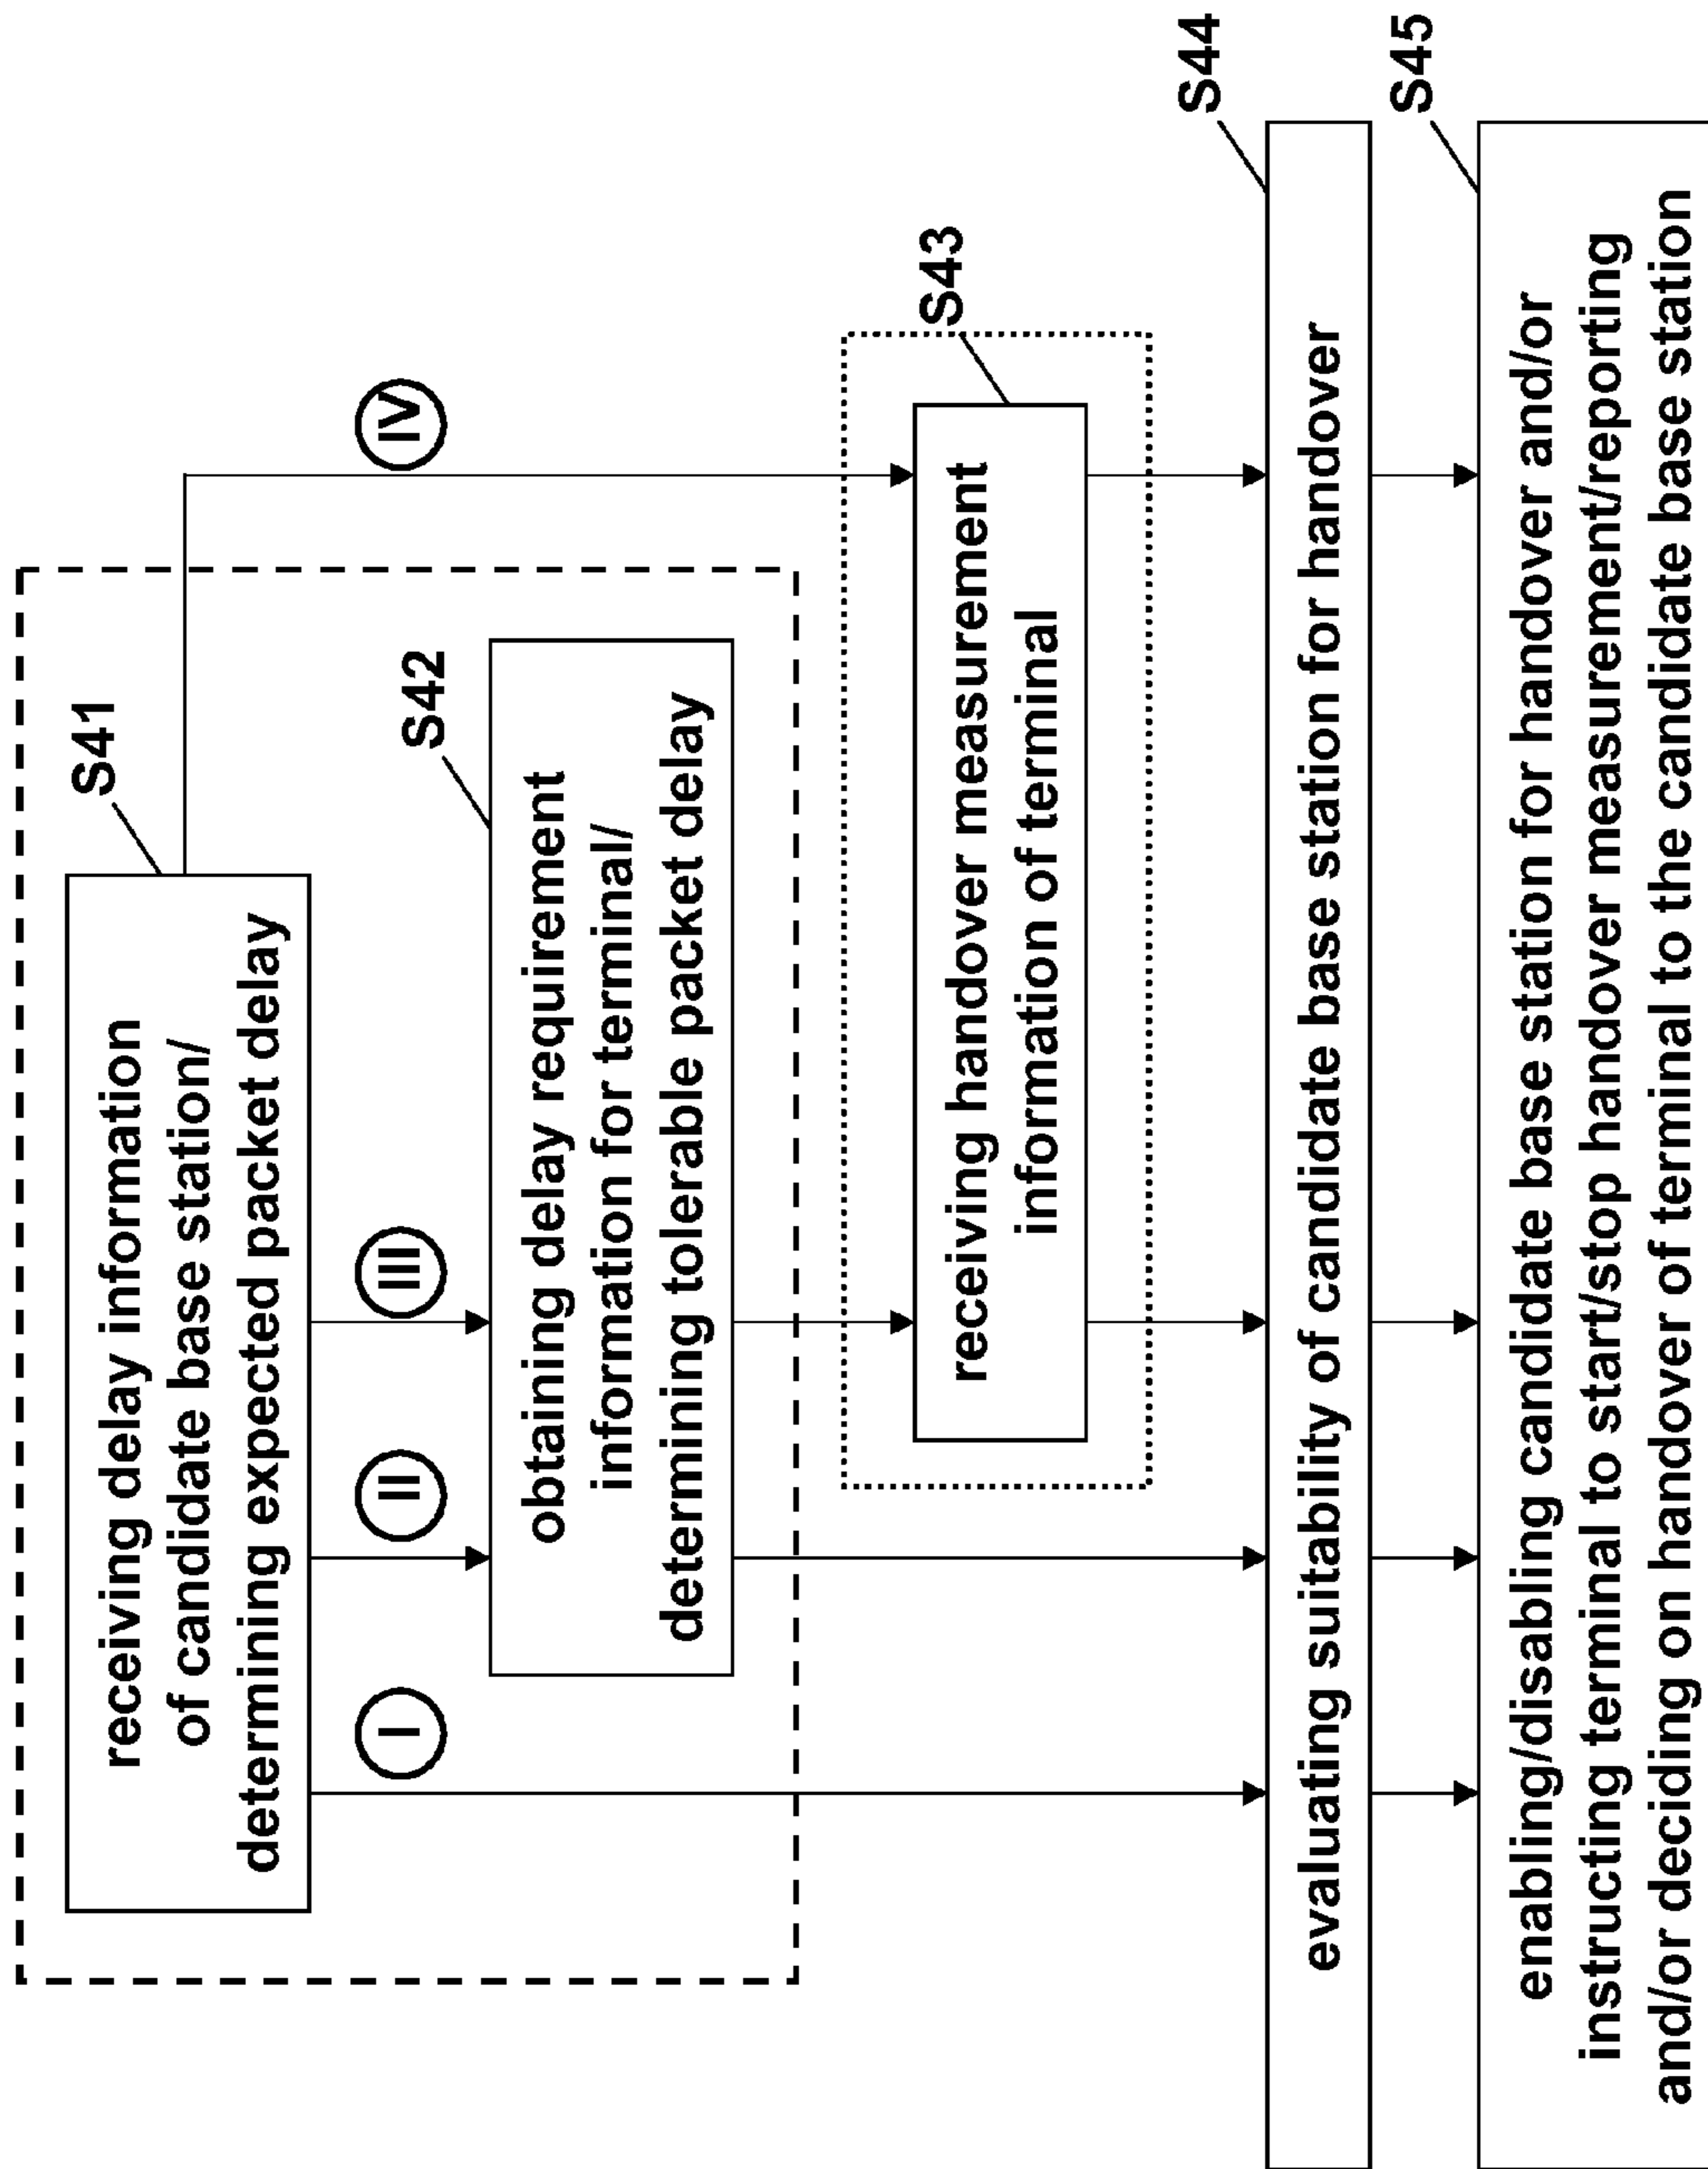 S41
receiving delay information
of candidate base station/
determining expected packet delay
I
II
III
IV
S42
obtaining delay requirement
information for terminal/
determining tolerable packet delay
S43
receiving handover measurement
information of terminal
S44
evaluating suitability of candidate base station for handover
S45
enabling/disabling candidate base station for handover and/or
instructing terminal to start/stop handover measurement/reporting
and/or deciding on handover of terminal to the candidate base station